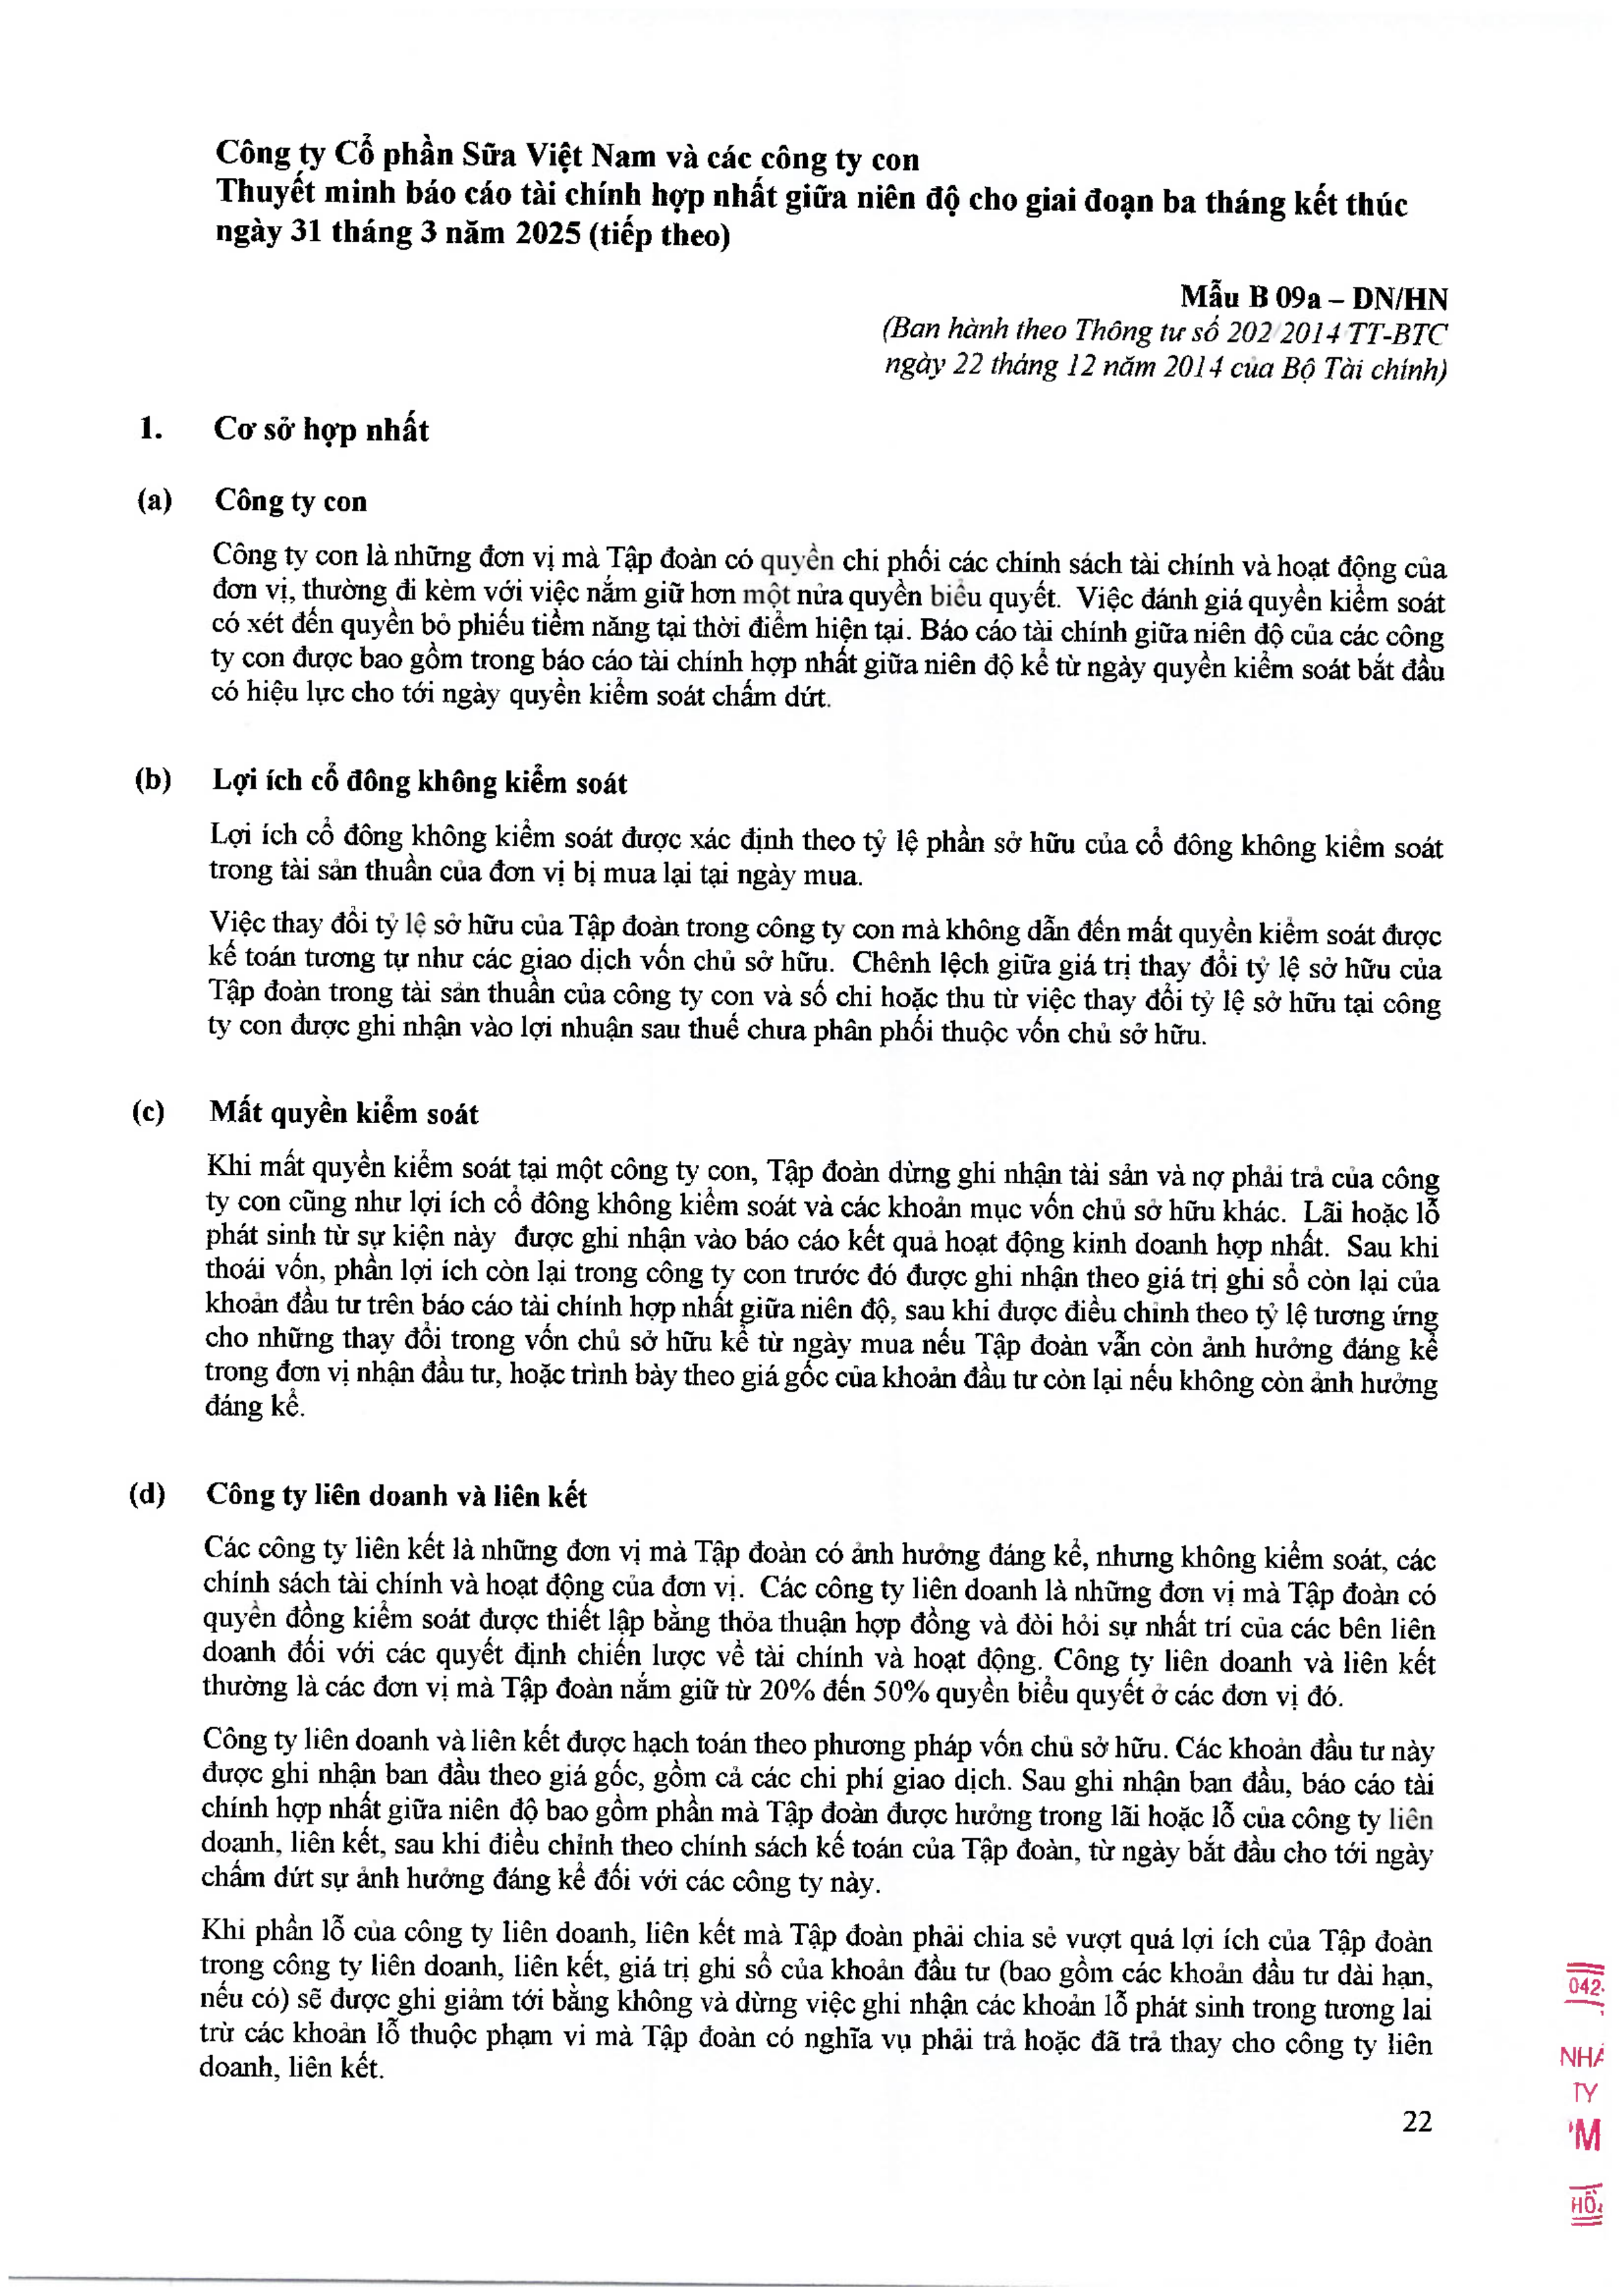 Công ty Cổ phần Sữa Việt Nam và các công ty con
Thuyết minh báo cáo tài chính hợp nhất giữa niên độ cho giai đoạn ba tháng kết thúc
ngày 31 tháng 3 năm 2025 (tiếp theo)
Mẫu B 09a – DN/HN
(Ban hành theo Thông tư số 202/2014/TT-BTC
ngày 22 tháng 12 năm 2014 của Bộ Tài chính)
1. Cơ sở hợp nhất
(a) Công ty con
Công ty con là những đơn vị mà Tập đoàn có quyền chi phối các chính sách tài chính và hoạt động của
đơn vị, thường đi kèm với việc nắm giữ hơn một nửa quyền biểu quyết. Việc đánh giá quyền kiểm soát
có xét đến quyền bỏ phiếu tiềm năng tại thời điểm hiện tại. Báo cáo tài chính giữa niên độ của các công
ty con được bao gồm trong báo cáo tài chính hợp nhất giữa niên độ kể từ ngày quyền kiểm soát bắt đầu
có hiệu lực cho tới ngày quyền kiểm soát chấm dứt.
(b) Lợi ích cổ đông không kiểm soát
Lợi ích cổ đông không kiểm soát được xác định theo tỷ lệ phần sở hữu của cổ đông không kiểm soát
trong tài sản thuần của đơn vị bị mua lại tại ngày mua.
Việc thay đổi tỷ lệ sở hữu của Tập đoàn trong công ty con mà không dẫn đến mất quyền kiểm soát được
kế toán tương tự như các giao dịch vốn chủ sở hữu. Chênh lệch giữa giá trị thay đổi tỷ lệ sở hữu của
Tập đoàn trong tài sản thuần của công ty con và số chi hoặc thu từ việc thay đổi tỷ lệ sở hữu tại công
ty con được ghi nhận vào lợi nhuận sau thuế chưa phân phối thuộc vốn chủ sở hữu.
(c) Mất quyền kiểm soát
Khi mất quyền kiểm soát tại một công ty con, Tập đoàn dừng ghi nhận tài sản và nợ phải trả của công
ty con cũng như lợi ích cổ đông không kiểm soát và các khoản mục vốn chủ sở hữu khác. Lãi hoặc lỗ
phát sinh từ sự kiện này được ghi nhận vào báo cáo kết quả hoạt động kinh doanh hợp nhất. Sau khi
thoái vốn, phần lợi ích còn lại trong công ty con trước đó được ghi nhận theo giá trị ghi sổ còn lại của
khoản đầu tư trên báo cáo tài chính hợp nhất giữa niên độ, sau khi được điều chỉnh theo tỷ lệ tương ứng
cho những thay đổi trong vốn chủ sở hữu kể từ ngày mua nếu Tập đoàn vẫn còn ảnh hưởng đáng kể
trong đơn vị nhận đầu tư, hoặc trình bày theo giá gốc của khoản đầu tư còn lại nếu không còn ảnh hưởng
đáng kể.
(d) Công ty liên doanh và liên kết
Các công ty liên kết là những đơn vị mà Tập đoàn có ảnh hưởng đáng kể, nhưng không kiểm soát, các
chính sách tài chính và hoạt động của đơn vị. Các công ty liên doanh là những đơn vị mà Tập đoàn có
quyền đồng kiểm soát được thiết lập bằng thỏa thuận hợp đồng và đòi hỏi sự nhất trí của các bên liên
doanh đối với các quyết định chiến lược về tài chính và hoạt động. Công ty liên doanh và liên kết
thường là các đơn vị mà Tập đoàn nắm giữ từ 20% đến 50% quyền biểu quyết ở các đơn vị đó.
Công ty liên doanh và liên kết được hạch toán theo phương pháp vốn chủ sở hữu. Các khoản đầu tư này
được ghi nhận ban đầu theo giá gốc, gồm cả các chi phí giao dịch. Sau ghi nhận ban đầu, báo cáo tài
chính hợp nhất giữa niên độ bao gồm phần mà Tập đoàn được hưởng trong lãi hoặc lỗ của công ty liên
doanh, liên kết, sau khi điều chỉnh theo chính sách kế toán của Tập đoàn, từ ngày bắt đầu cho tới ngày
chấm dứt sự ảnh hưởng đáng kể đối với các công ty này.
Khi phần lỗ của công ty liên doanh, liên kết mà Tập đoàn phải chia sẻ vượt quá lợi ích của Tập đoàn
trong công ty liên doanh, liên kết, giá trị ghi sổ của khoản đầu tư (bao gồm các khoản đầu tư dài hạn,
nếu có) sẽ được ghi giảm tới bằng không và dừng việc ghi nhận các khoản lỗ phát sinh trong tương lai
trừ các khoản lỗ thuộc phạm vi mà Tập đoàn có nghĩa vụ phải trả hoặc đã trả thay cho công ty liên
doanh, liên kết.
22
042
TY